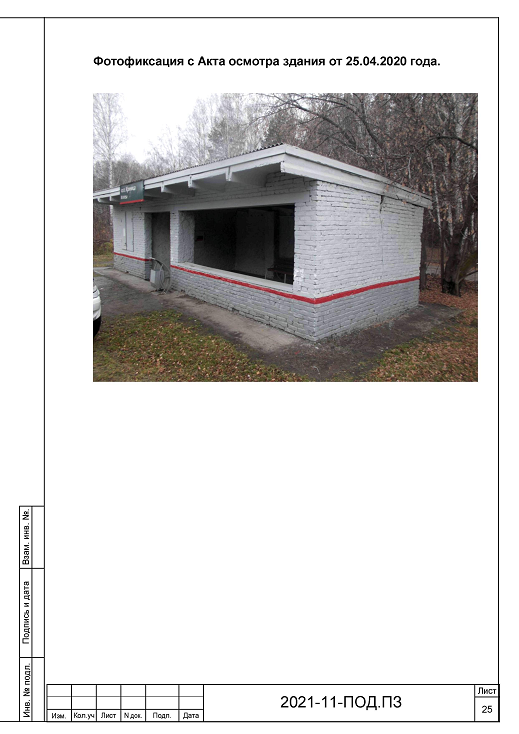 Фотофиксация с Акта осмотра здания от 25.04.2020 года.
Взам. инв. №.
Подпись и дата
Инв. № подл.
Изм. Кол.уч Лист N док. Подп. Дата
2021-11-ПОД.ПЗ
Лист
25